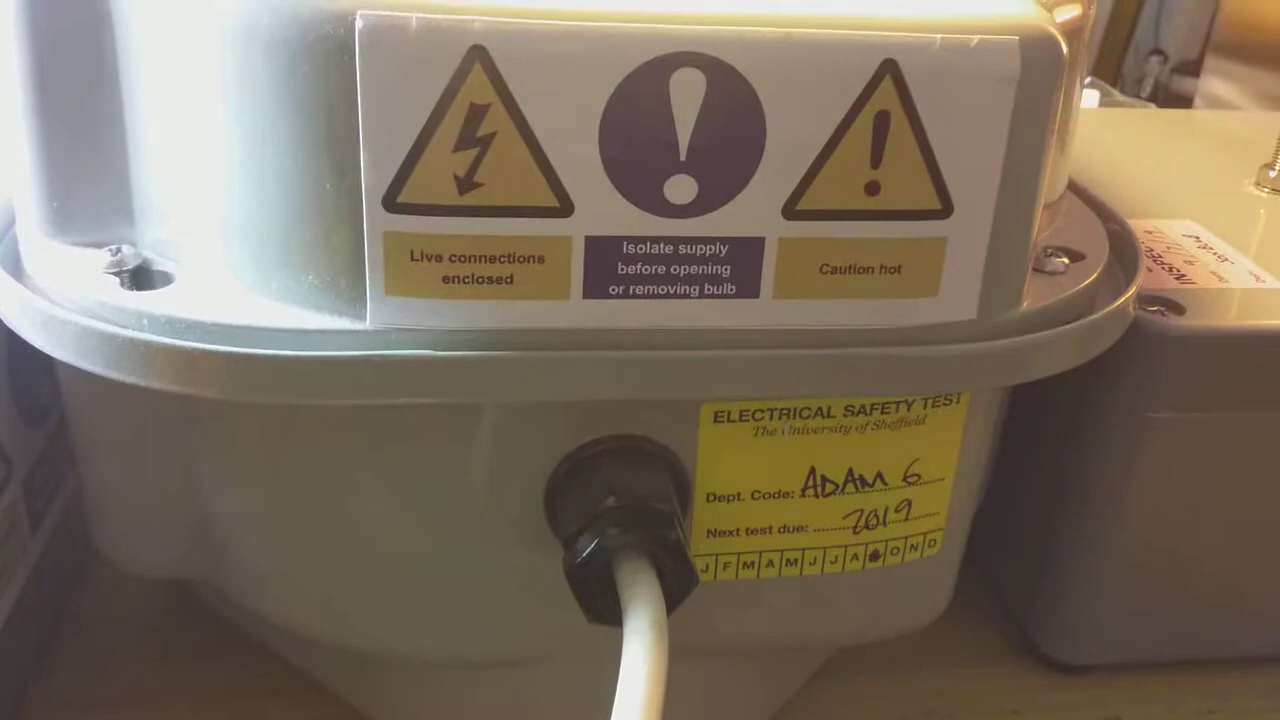 Live connections
enclosed
Isolate supply
before opening
or removing bulb
Caution hot
ELECTRICAL SAFETY TEST
The University of Sheffield
Dept. Code: ADAM 6
Next test due: 2019
J F M A M J J A O N D